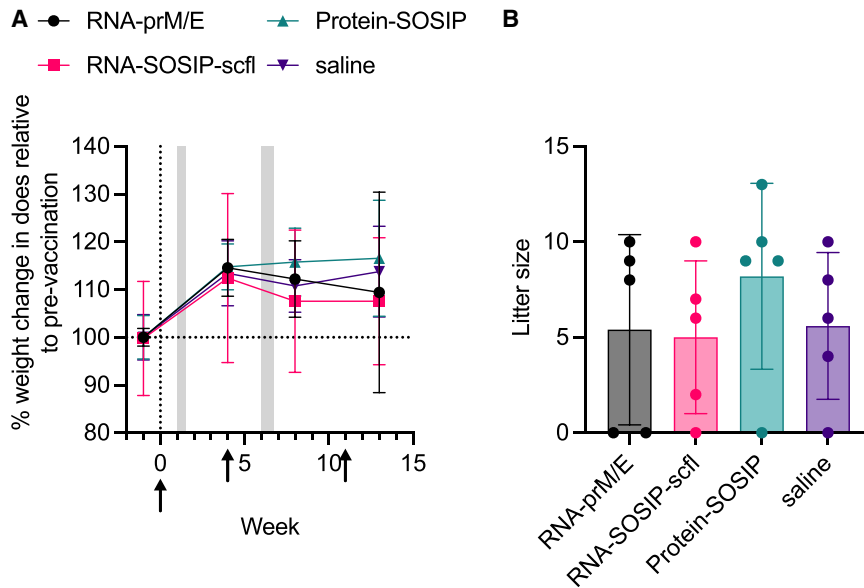 A
RNA-prM/E
Protein-SOSIP
RNA-SOSIP-scfl
saline
% weight change in does relative
to pre-vaccination
140
130
120
110
100
90
80
0
5
10
15
Week
B
Litter size
15
10
5
0
RNA-prM/E
RNA-SOSIP-scfl
Protein-SOSIP
saline